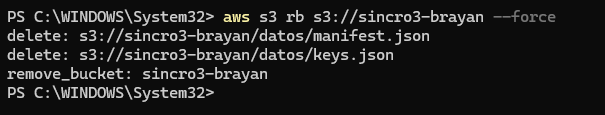 PS C:\WINDOWS\System32> aws s3 rb s3://sincro3-brayan --force
delete: s3://sincro3-brayan/datos/manifest.json
delete: s3://sincro3-brayan/datos/keys.json
remove_bucket: sincro3-brayan
PS C:\WINDOWS\System32>